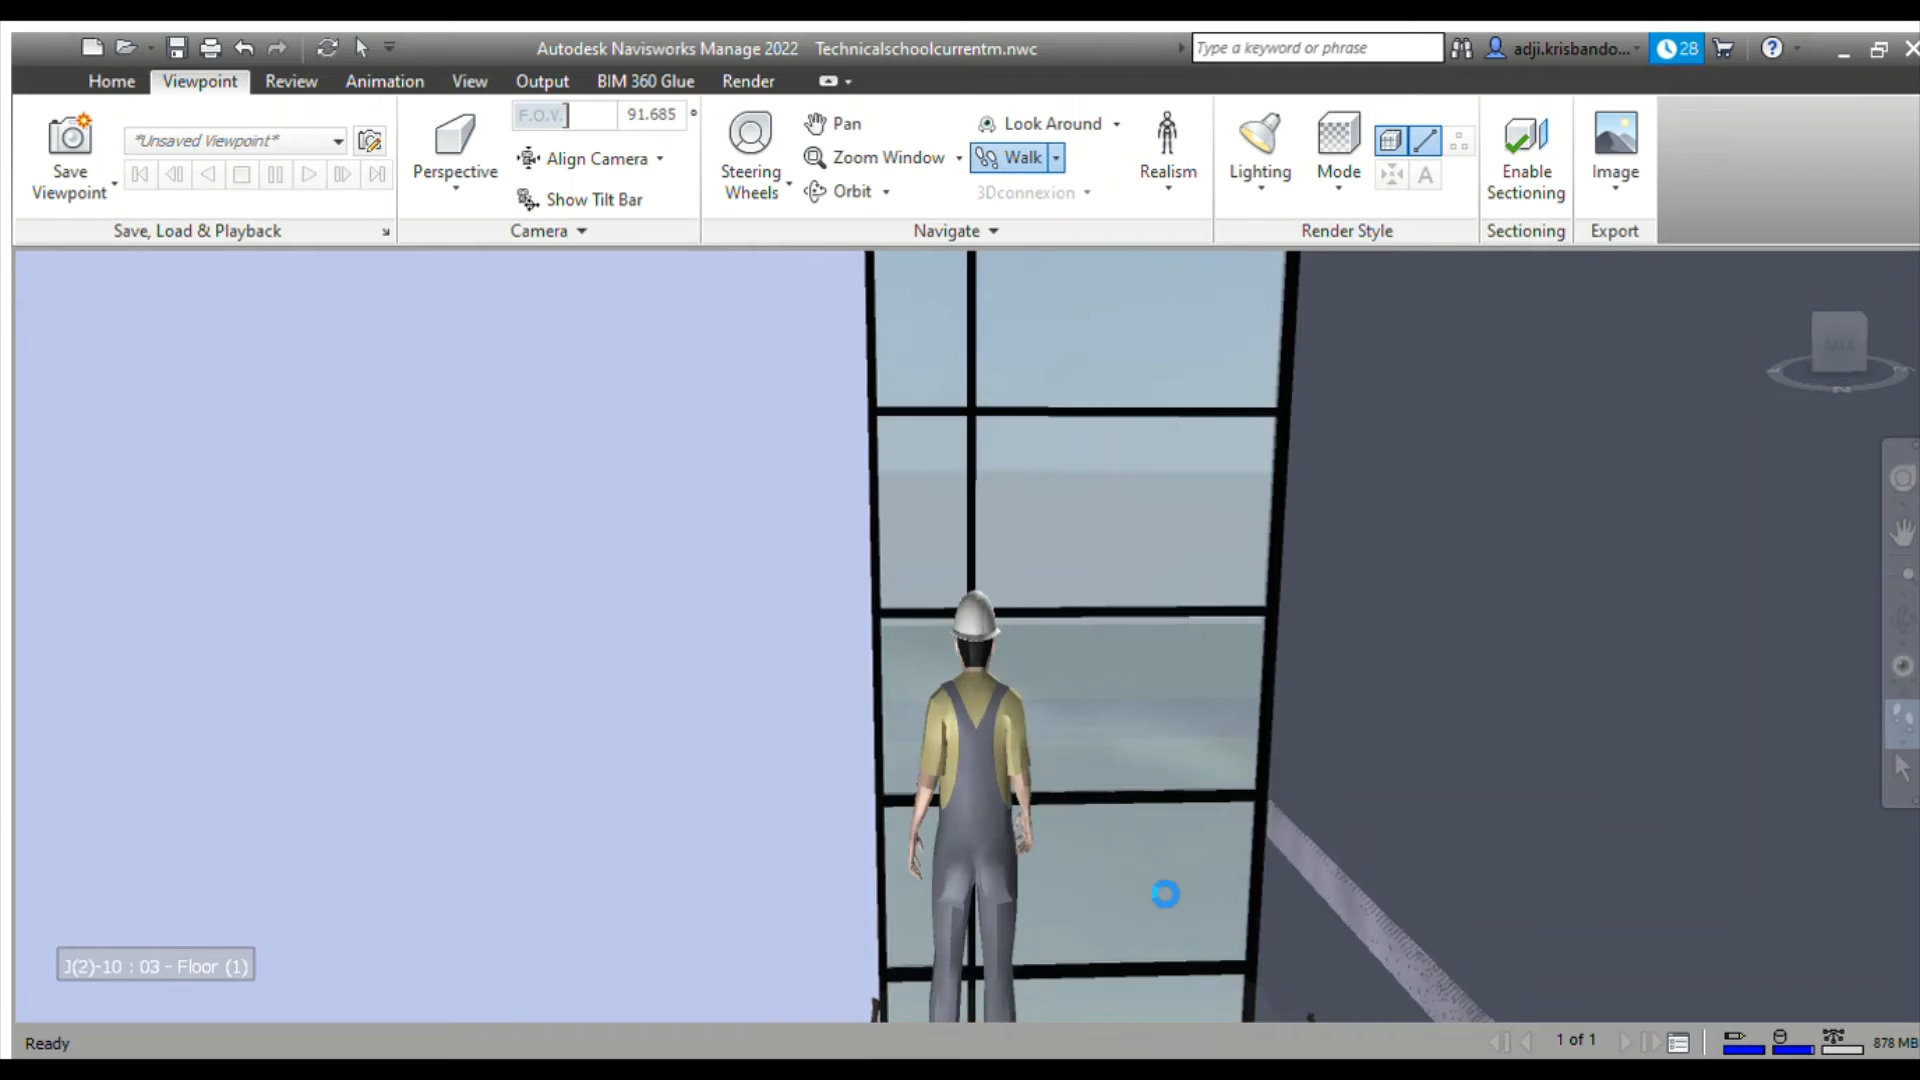 Autodesk Navisworks Manage 2022 Technicalschoolcurrentm.nwc
Type a keyword or phrase
adji.krisbando...
28
Home Viewpoint Review Animation View Output BIM 360 Glue Render
Save Viewpoint
*Unsaved Viewpoint*
Save, Load & Playback
Perspective
F.O.V. 91.685 °
Align Camera
Show Tilt Bar
Camera
Steering Wheels
Pan
Zoom Window
Orbit
Look Around
Walk
3Dconnexion
Navigate
Realism
Lighting
Mode
A
Render Style
Enable Sectioning
Sectioning
Image
Export
J(2)-10 : 03 - Floor (1)
Ready
1 of 1
878 MB